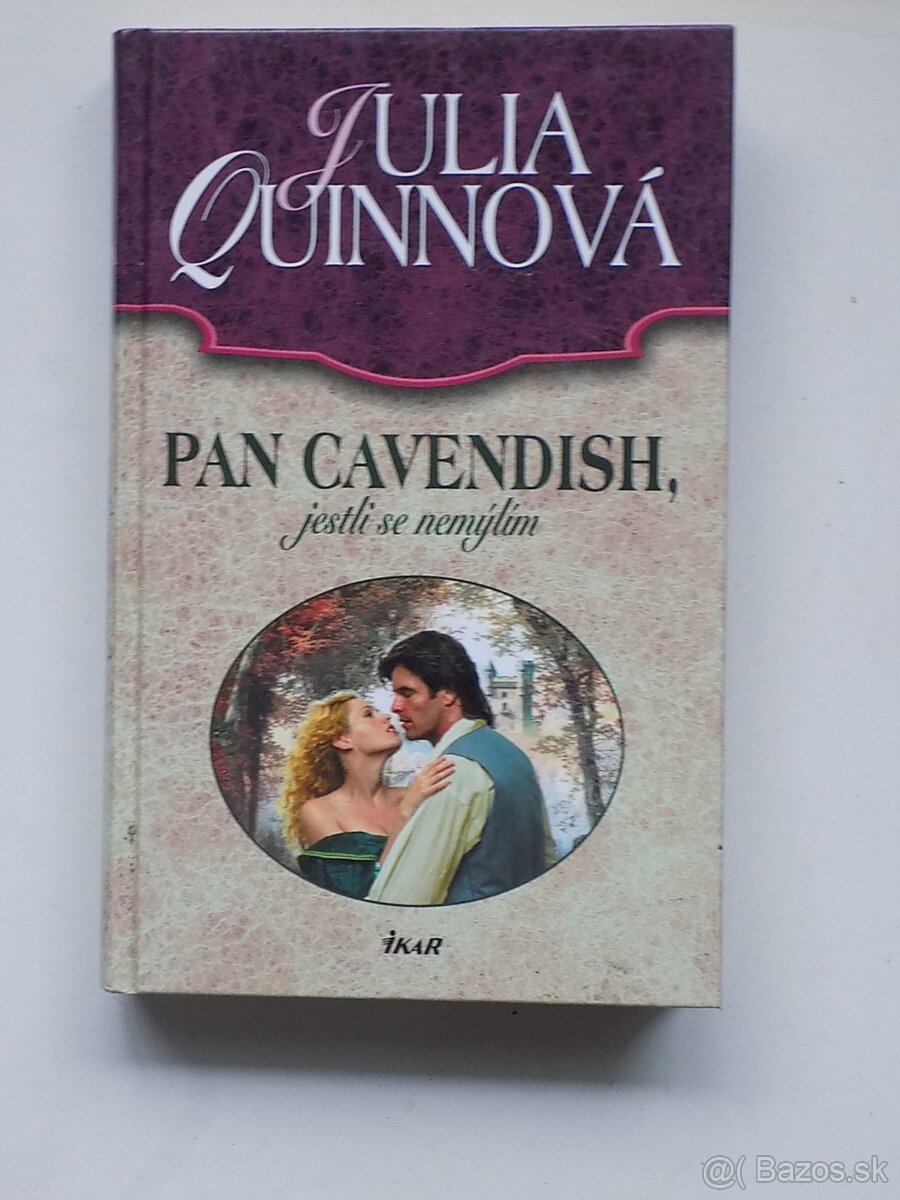 JULIA
QUINNOVÁ
PAN CAVENDISH,
jestli se nemýlím
iKAR
@( Bazos.sk